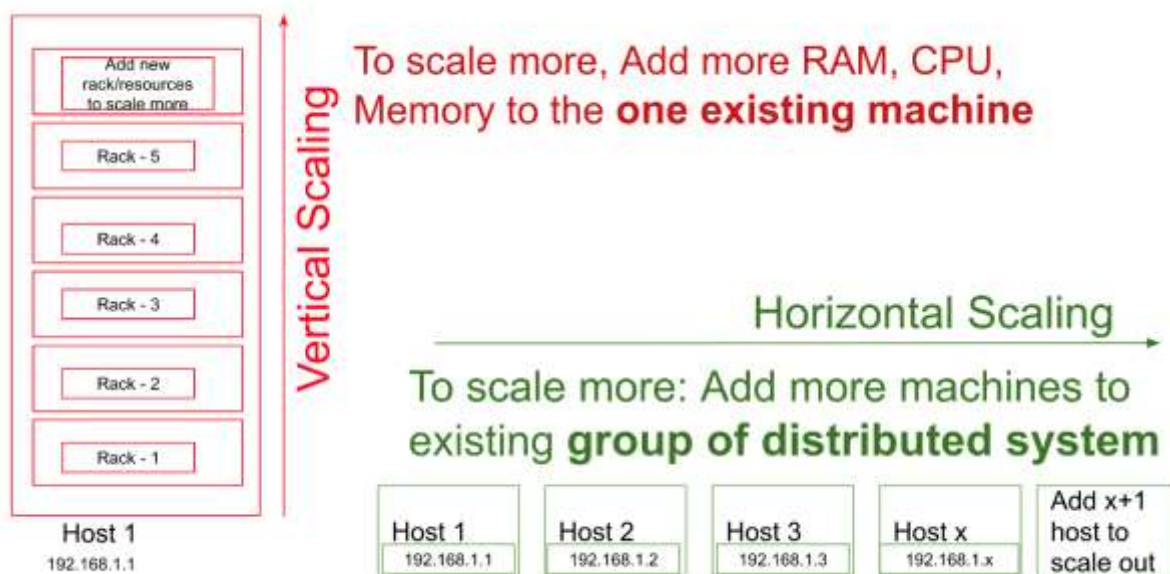 Add new
rack/resources
to scale more
Rack - 5
Rack - 4
Rack - 3
Rack - 2
Rack - 1
Host 1
192.168.1.1
Vertical Scaling
To scale more, Add more RAM, CPU,
Memory to the one existing machine
Horizontal Scaling
To scale more: Add more machines to
existing group of distributed system
Host 1
192.168.1.1
Host 2
192.168.1.2
Host 3
192.168.1.3
Host x
192.168.1.x
Add x+1
host to
scale out